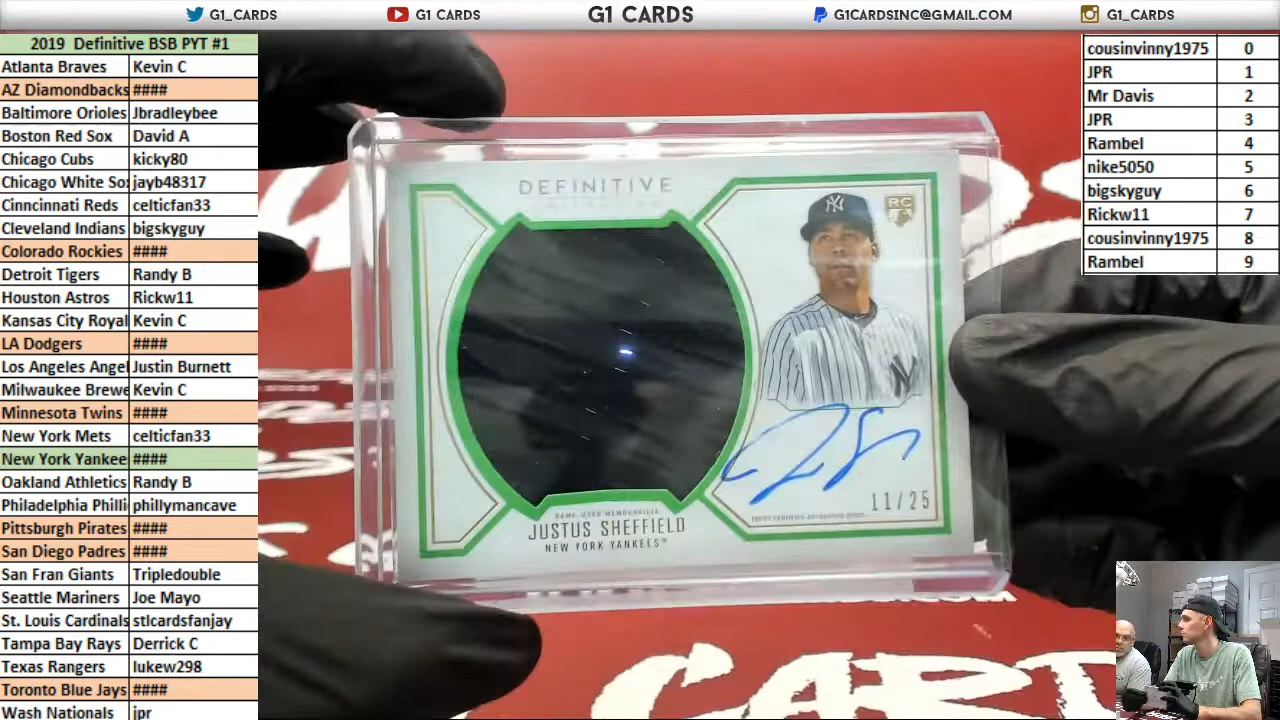 G1_CARDS
G1 CARDS
G1 CARDS
G1CARDSINC@GMAIL.COM
G1_CARDS
2019 Definitive BSB PYT #1
Atlanta Braves Kevin C
AZ Diamondbacks ####
Baltimore Orioles Jbradleybee
Boston Red Sox David A
Chicago Cubs kicky80
Chicago White So jayb48317
Cinncinnati Reds celticfan33
Cleveland Indians bigskyguy
Colorado Rockies ####
Detroit Tigers Randy B
Houston Astros Rickw11
Kansas City Royal Kevin C
LA Dodgers ####
Los Angeles Angel Justin Burnett
Milwaukee Brewe Kevin C
Minnesota Twins ####
New York Mets celticfan33
New York Yankee ####
Oakland Athletics Randy B
Philadelphia Philli phillymancave
Pittsburgh Pirates ####
San Diego Padres ####
San Fran Giants Tripledouble
Seattle Mariners Joe Mayo
St. Louis Cardinals stlcardsfanjay
Tampa Bay Rays Derrick C
Texas Rangers lukew298
Toronto Blue Jays ####
Wash Nationals jpr
cousinvinny1975 0
JPR 1
Mr Davis 2
JPR 3
Rambel 4
nike5050 5
bigskyguy 6
Rickw11 7
cousinvinny1975 8
Rambel 9
DEFINITIVE
RC
NY
11/25
GAME-USED MEMORABILIA
JUSTUS SHEFFIELD
NEW YORK YANKEES™
CARD